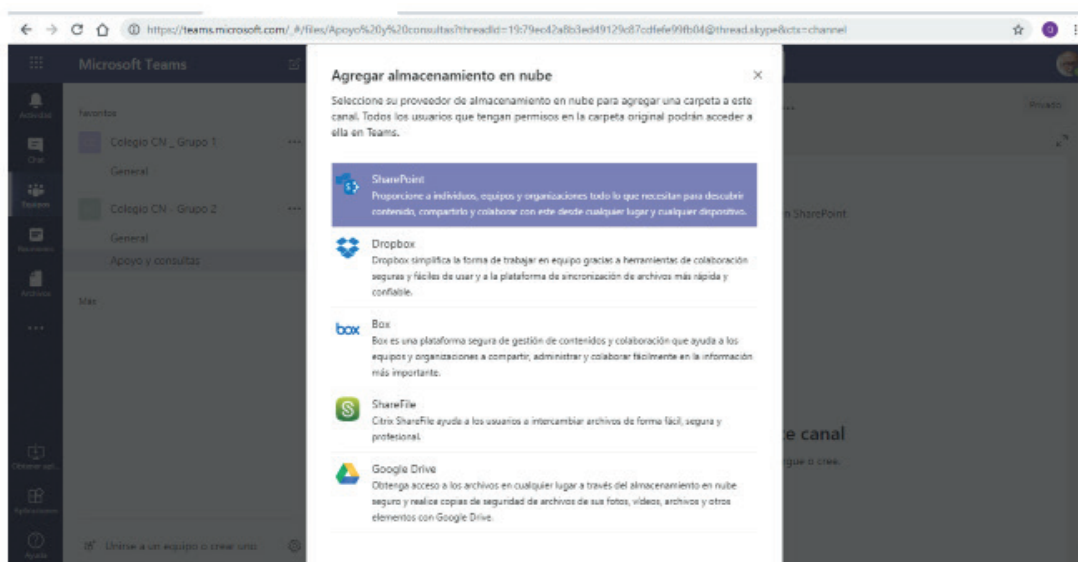 https://teams.microsoft.com/_#/files/Apoyo%20y%20consultas?threadId=19:79ec42a8b3ed49129c87cdfefe99fb04@thread.skype&ctx=channel
Microsoft Teams
Actividad
Chat
Equipos
Archivos
Obtener apl...
Aplicaciones
Ayuda
Favoritos
Colegio CN _ Grupo 1
General
Colegio CN - Grupo 2
General
Apoyo y consultas
Más
Unirse a un equipo o crear uno
Agregar almacenamiento en nube
Seleccione su proveedor de almacenamiento en nube para agregar una carpeta a este
canal. Todos los usuarios que tengan permisos en la carpeta original podrán acceder a
ella en Teams.
SharePoint
Proporcione a individuos, equipos y organizaciones todo lo que necesitan para descubrir
contenido, compartirlo y colaborar con este desde cualquier lugar y cualquier dispositivo.
Dropbox
Dropbox simplifica la forma de trabajar en equipo gracias a herramientas de colaboración
seguras y fáciles de usar y a la plataforma de sincronización de archivos más rápida y
confiable.
box
Box
Box es una plataforma segura de gestión de contenidos y colaboración que ayuda a los
equipos y organizaciones a compartir, administrar y colaborar fácilmente en la información
más importante.
ShareFile
Citrix ShareFile ayuda a los usuarios a intercambiar archivos de forma fácil, segura y
profesional.
Google Drive
Obtenga acceso a los archivos en cualquier lugar a través del almacenamiento en nube
seguro y realice copias de seguridad de archivos de sus fotos, vídeos, archivos y otros
elementos con Google Drive.
Privado
n SharePoint
e canal
gue o cree.